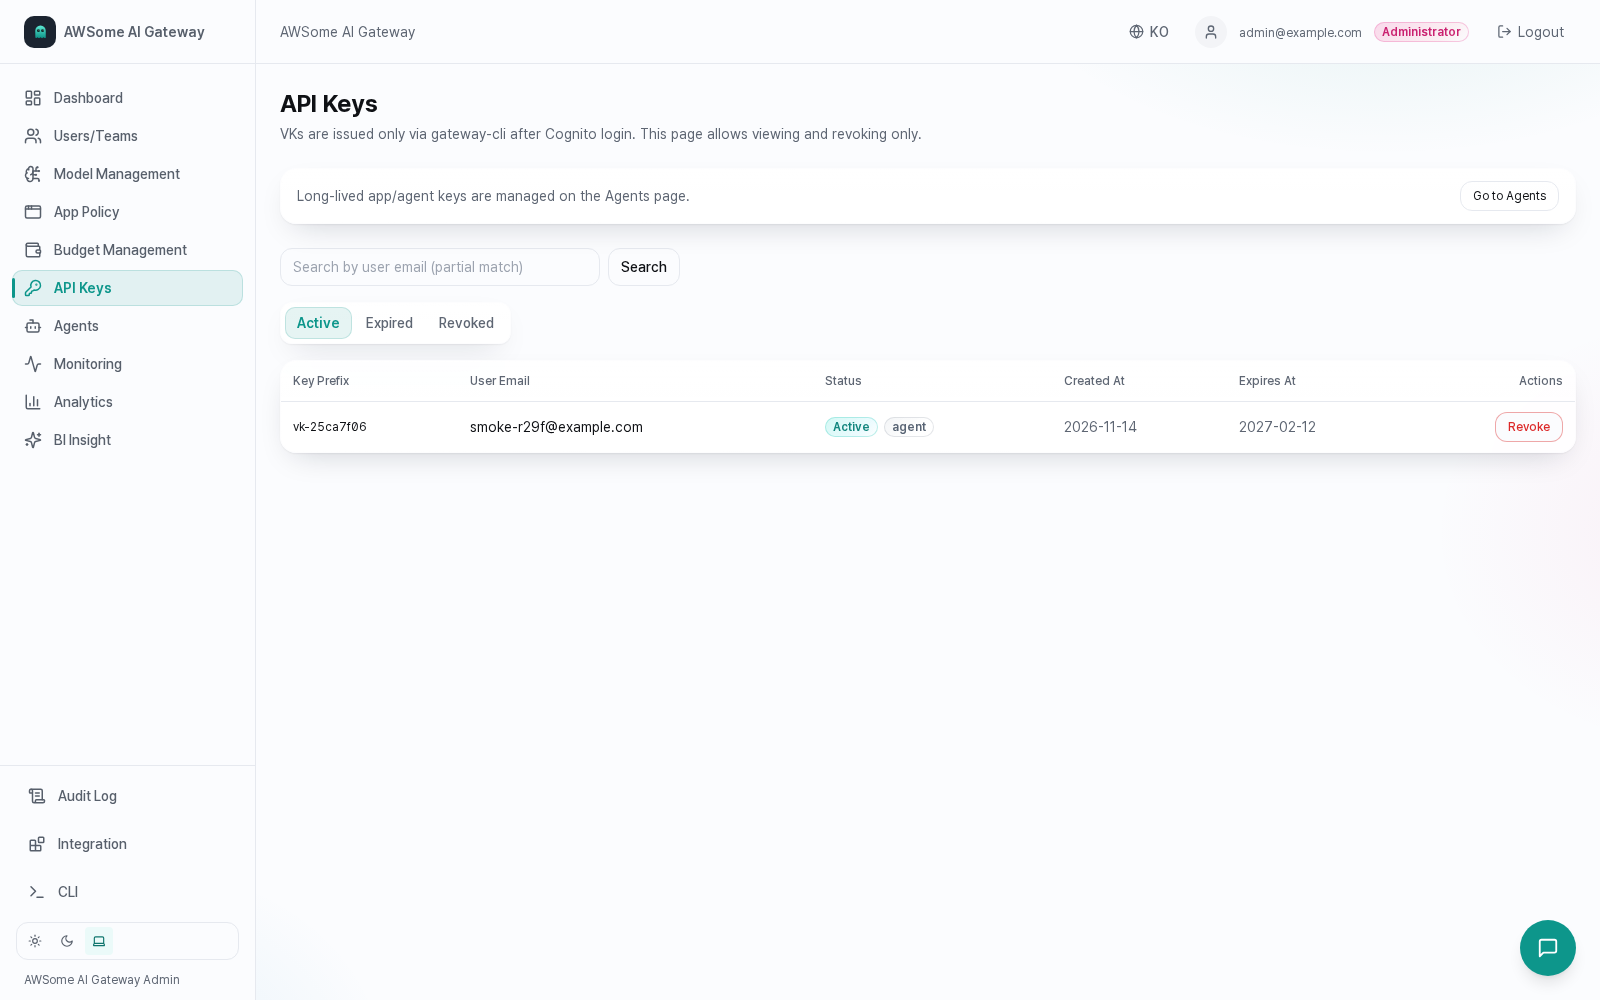 AWSome AI Gateway
AWSome AI Gateway
KO
admin@example.com
Administrator
Logout
Dashboard
Users/Teams
Model Management
App Policy
Budget Management
API Keys
Agents
Monitoring
Analytics
BI Insight
API Keys
VKs are issued only via gateway-cli after Cognito login. This page allows viewing and revoking only.
Long-lived app/agent keys are managed on the Agents page.
Go to Agents
Search by user email (partial match)
Search
Active
Expired
Revoked
Key Prefix
User Email
Status
Created At
Expires At
Actions
vk-25ca7f06
smoke-r29f@example.com
Active
agent
2026-11-14
2027-02-12
Revoke
Audit Log
Integration
CLI
AWSome AI Gateway Admin